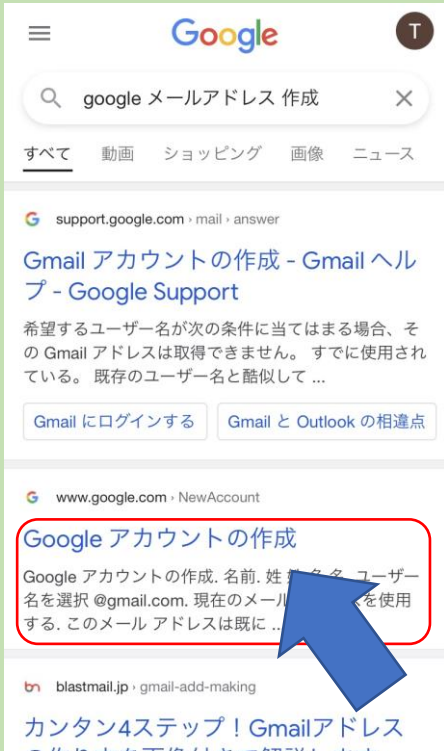 Google
T
google メールアドレス 作成
すべて 動画 ショッピング 画像 ニュース
support.google.com › mail › answer
Gmail アカウントの作成 - Gmail ヘル
プ - Google Support
希望するユーザー名が次の条件に当てはまる場合、そ
の Gmail アドレスは取得できません。 すでに使用され
ている。 既存のユーザー名と酷似して ...
Gmail にログインする Gmail と Outlook の相違点
www.google.com › NewAccount
Google アカウントの作成
Google アカウントの作成. 名前. 姓 名 ユーザー
名を選択 @gmail.com. 現在のメール を使用
する. このメール アドレスは既に ...
blastmail.jp › gmail-add-making
カンタン4ステップ！Gmailアドレス